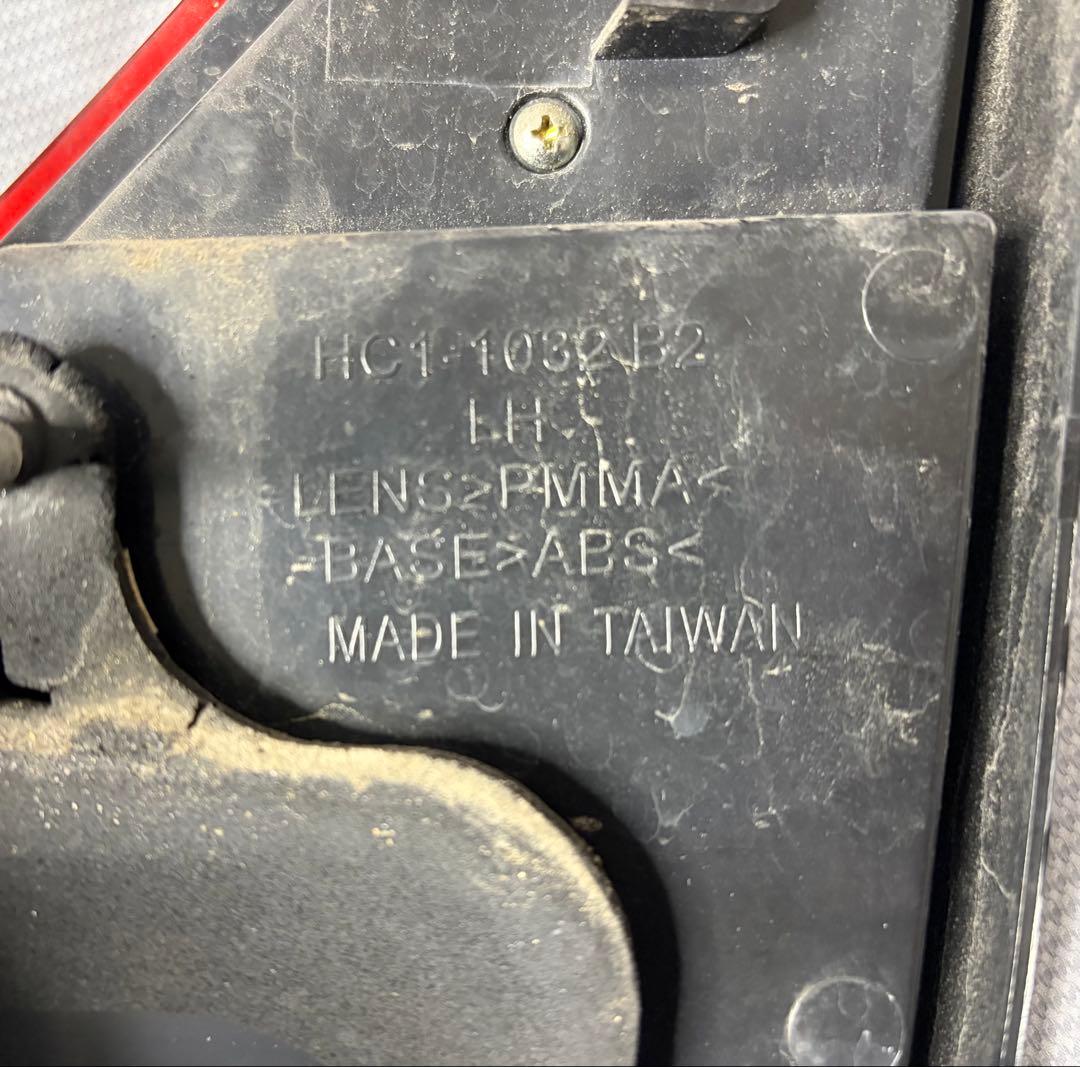 HC1-1032 B2
LH
LENS>PMMA<
BASE>ABS<
MADE IN TAIWAN